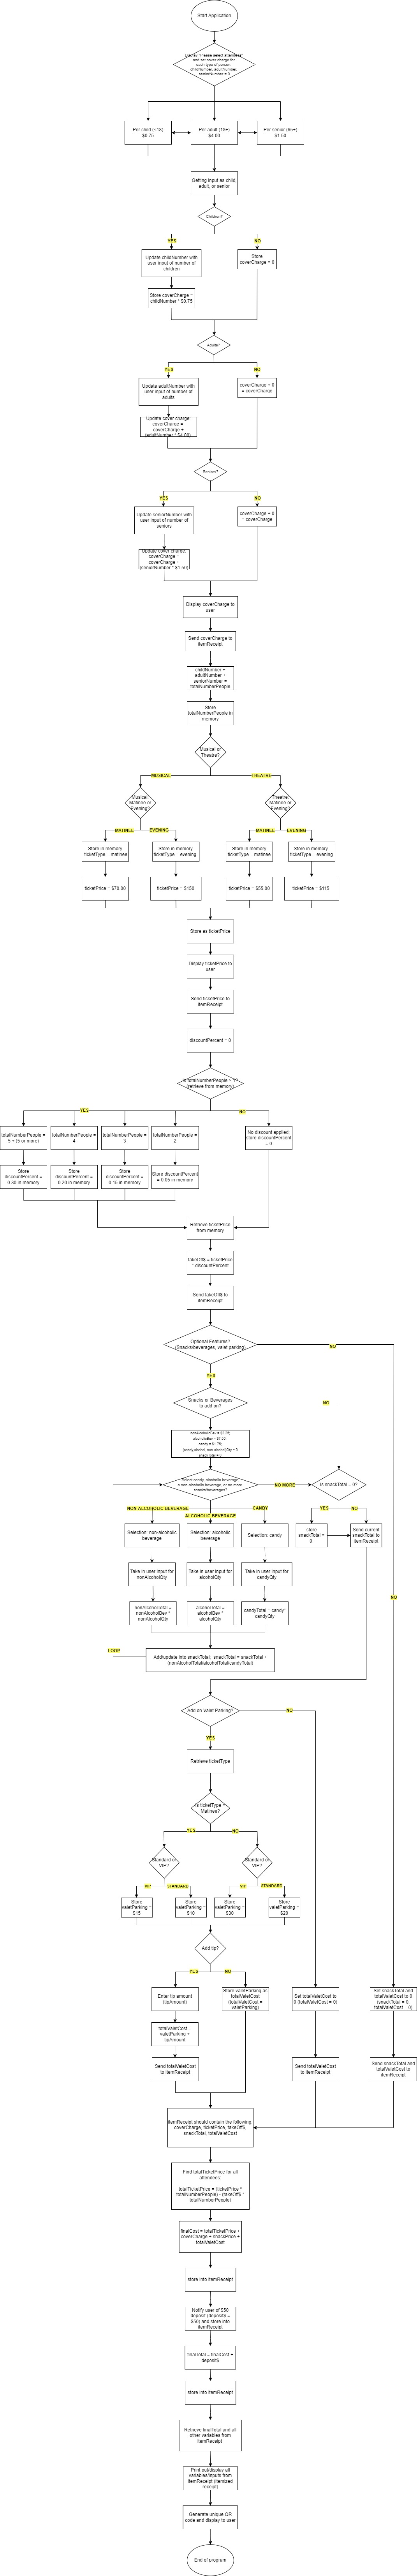 Start Application
Display "Please select attendees"
and set cover charge for
each type of person
childNumber, adultNumber
seniorNumber = 0
Per child (<18)
$0.75
Per adult (18+)
$4.00
Per senior (65+)
$1.50
Getting input as child,
adult, or senior
Children?
YES
NO
Update childNumber with
user input of number of
children
Store
coverCharge = 0
Store coverCharge =
childNumber * $0.75
Adults?
YES
NO
Update adultNumber with
user input of number of
adults
coverCharge + 0
= coverCharge
Update cover charge:
coverCharge =
coverCharge +
(adultNumber * $4.00)
Seniors?
YES
NO
Update seniorNumber with
user input of number of
seniors
coverCharge + 0
= coverCharge
Update cover charge:
coverCharge =
coverCharge +
(seniorNumber * $1.50)
Display coverCharge to
user
Send coverCharge to
itemReceipt
childNumber +
adultNumber +
seniorNumber =
totalNumberPeople
Store
totalNumberPeople in
memory
Musical or
Theatre?
MUSICAL
THEATRE
Musical:
Matinee or
Evening?
Theatre:
Matinee or
Evening?
MATINEE
EVENING
MATINEE
EVENING
Store in memory
ticketType = matinee
Store in memory
ticketType = evening
Store in memory
ticketType = matinee
Store in memory
ticketType = evening
ticketPrice = $70.00
ticketPrice = $150
ticketPrice = $55.00
ticketPrice = $115
Store as ticketPrice
Display ticketPrice to
user
Send ticketPrice to
itemReceipt
discountPercent = 0
Is totalNumberPeople > 1?
(retrieve from memory)
YES
NO
totalNumberPeople =
5 + (5 or more)
totalNumberPeople =
4
totalNumberPeople =
3
totalNumberPeople =
2
No discount applied,
store discountPercent
= 0
Store
discountPercent =
0.30 in memory
Store
discountPercent =
0.20 in memory
Store
discountPercent =
0.15 in memory
Store discountPercent
= 0.05 in memory
Retrieve ticketPrice
from memory
takeOff$ = ticketPrice
* discountPercent
Send takeOff$ to
itemReceipt
Optional Features?
(Snacks/beverages, valet parking)
NO
YES
Snacks or Beverages
to add on?
NO
nonAlcoholicBev = $2.25
alcoholicBev = $7.50
candy = $1.75
(candy,alcohol, non-alcohol)Qty = 0
snackTotal = 0
Select candy, alcoholic beverage,
a non-alcoholic beverage, or no more
snacks/beverages?
NO MORE
Is snackTotal = 0?
NON-ALCOHOLIC BEVERAGE
ALCOHOLIC BEVERAGE
CANDY
YES
NO
Selection: non-alcoholic
beverage
Selection: alcoholic
beverage
Selection: candy
store
snackTotal =
0
Send current
snackTotal to
itemReceipt
Take in user input for
nonAlcoholQty
Take in user input for
alcoholQty
Take in user input for
candyQty
NO
nonAlcoholTotal =
nonAlcoholBev *
nonAlcoholQty
alcoholTotal =
alcoholBev *
alcoholQty
candyTotal = candy*
candyQty
LOOP
Add/update into snackTotal: snackTotal = snackTotal +
(nonAlcoholTotal/alcoholTotal/candyTotal)
Add on Valet Parking?
NO
YES
Retrieve ticketType
Is ticketType =
Matinee?
YES
NO
Standard or
VIP?
Standard or
VIP?
VIP
STANDARD
VIP
STANDARD
Store
valetParking =
$15
Store
valetParking =
$10
Store
valetParking =
$30
Store
valetParking =
$20
Add tip?
YES
NO
Enter tip amount
(tipAmount)
Store valetParking as
totalValetCost
(totalValetCost =
valetParking)
Set totalValetCost to
0 (totalValetCost = 0)
Set snackTotal and
totalValetCost to 0
(snackTotal = 0,
totalValetCost = 0)
totalValetCost =
valetParking +
tipAmount
Send totalValetCost
to itemReceipt
Send totalValetCost
to itemReceipt
Send snackTotal and
totalValetCost to
itemReceipt
itemReceipt should contain the following:
coverCharge, ticketPrice, takeOff$,
snackTotal, totalValetCost
Find totalTicketPrice for all
attendees:
totalTicketPrice = (ticketPrice *
totalNumberPeople) - (takeOff$ *
totalNumberPeople)
finalCost = totalTicketPrice +
coverCharge + snackPrice +
totalValetCost
store into itemReceipt
Notify user of $50
deposit (deposit$ =
$50) and store into
itemReceipt
finalTotal = finalCost +
deposit$
store into itemReceipt
Retrieve finalTotal and all
other variables from
itemReceipt
Print out/display all
variables/inputs from
itemReceipt (itemized
receipt)
Generate unique QR
code and display to user
End of program